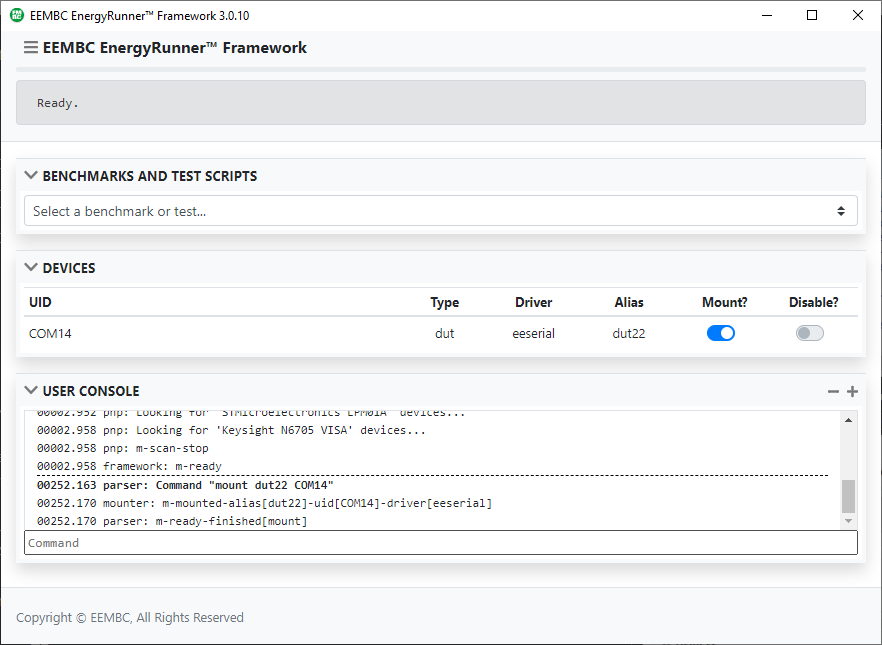 EEMBC EnergyRunner™ Framework 3.0.10
EEMBC EnergyRunner™ Framework
Ready.
BENCHMARKS AND TEST SCRIPTS
Select a benchmark or test...
DEVICES
UID Type Driver Alias Mount? Disable?
COM14 dut eeserial dut22
USER CONSOLE
00002.952 pnp: Looking for 'STMicroelectronics LPM01A' devices...
00002.958 pnp: Looking for 'Keysight N6705 VISA' devices...
00002.958 pnp: m-scan-stop
00002.958 framework: m-ready
00252.163 parser: Command "mount dut22 COM14"
00252.170 mounter: m-mounted-alias[dut22]-uid[COM14]-driver[eeserial]
00252.170 parser: m-ready-finished[mount]
Command
Copyright © EEMBC, All Rights Reserved